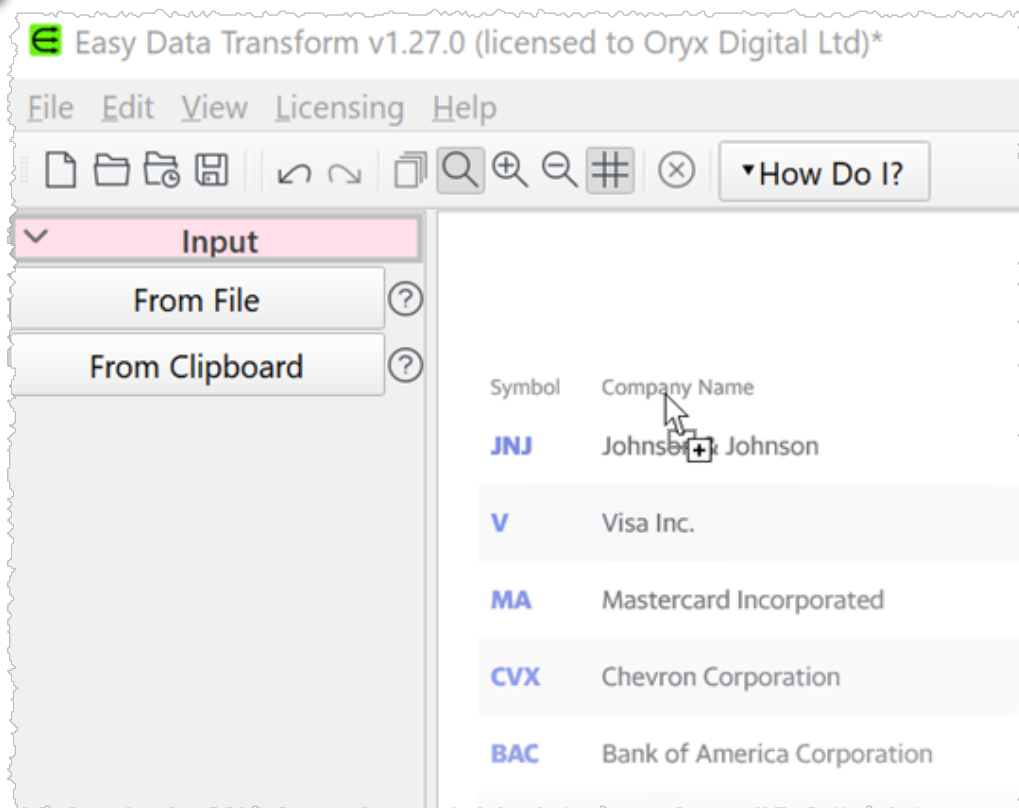 Easy Data Transform v1.27.0 (licensed to Oryx Digital Ltd)*
File Edit View Licensing Help
How Do I?
Input
From File
From Clipboard
Symbol Company Name
JNJ Johnson & Johnson
V Visa Inc.
MA Mastercard Incorporated
CVX Chevron Corporation
BAC Bank of America Corporation